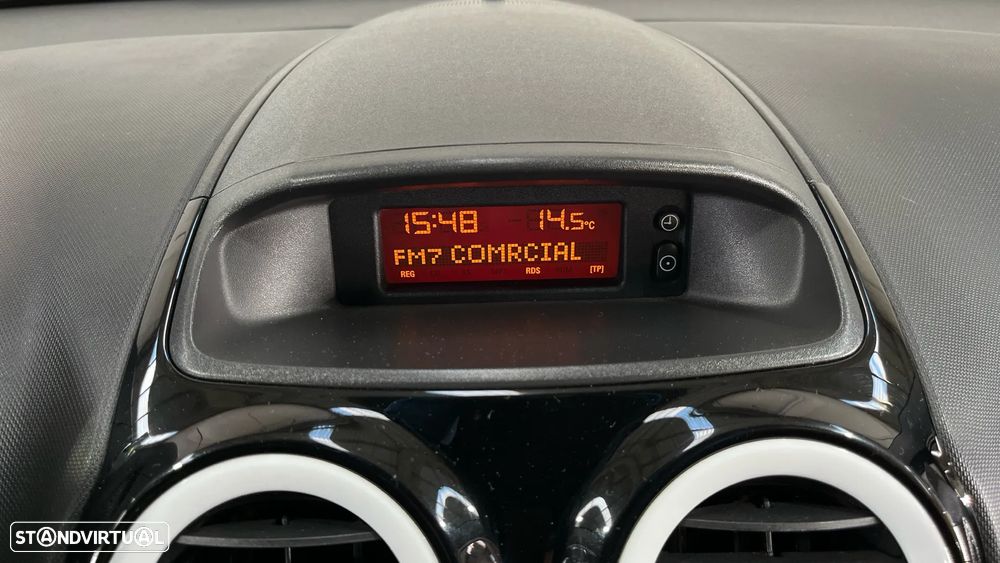 15:48 14.5°C
FM7 COMRCIAL
REG RDS [TP]
STANDVIRTUAL